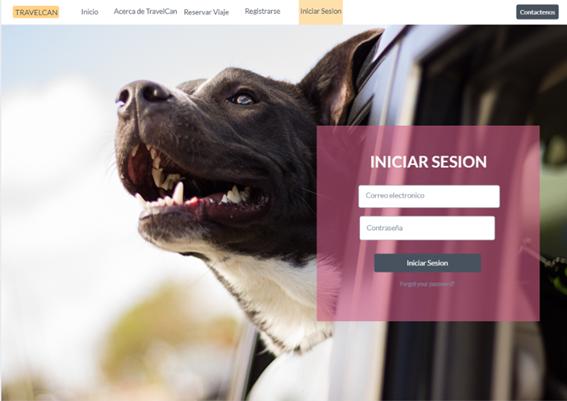 TRAVELCAN Inicio Acerca de TravelCan Reservar Viaje Registrarse Iniciar Sesion Contactenos
INICIAR SESION
Correo electronico
Contraseña
Iniciar Sesion
Forgot your password?